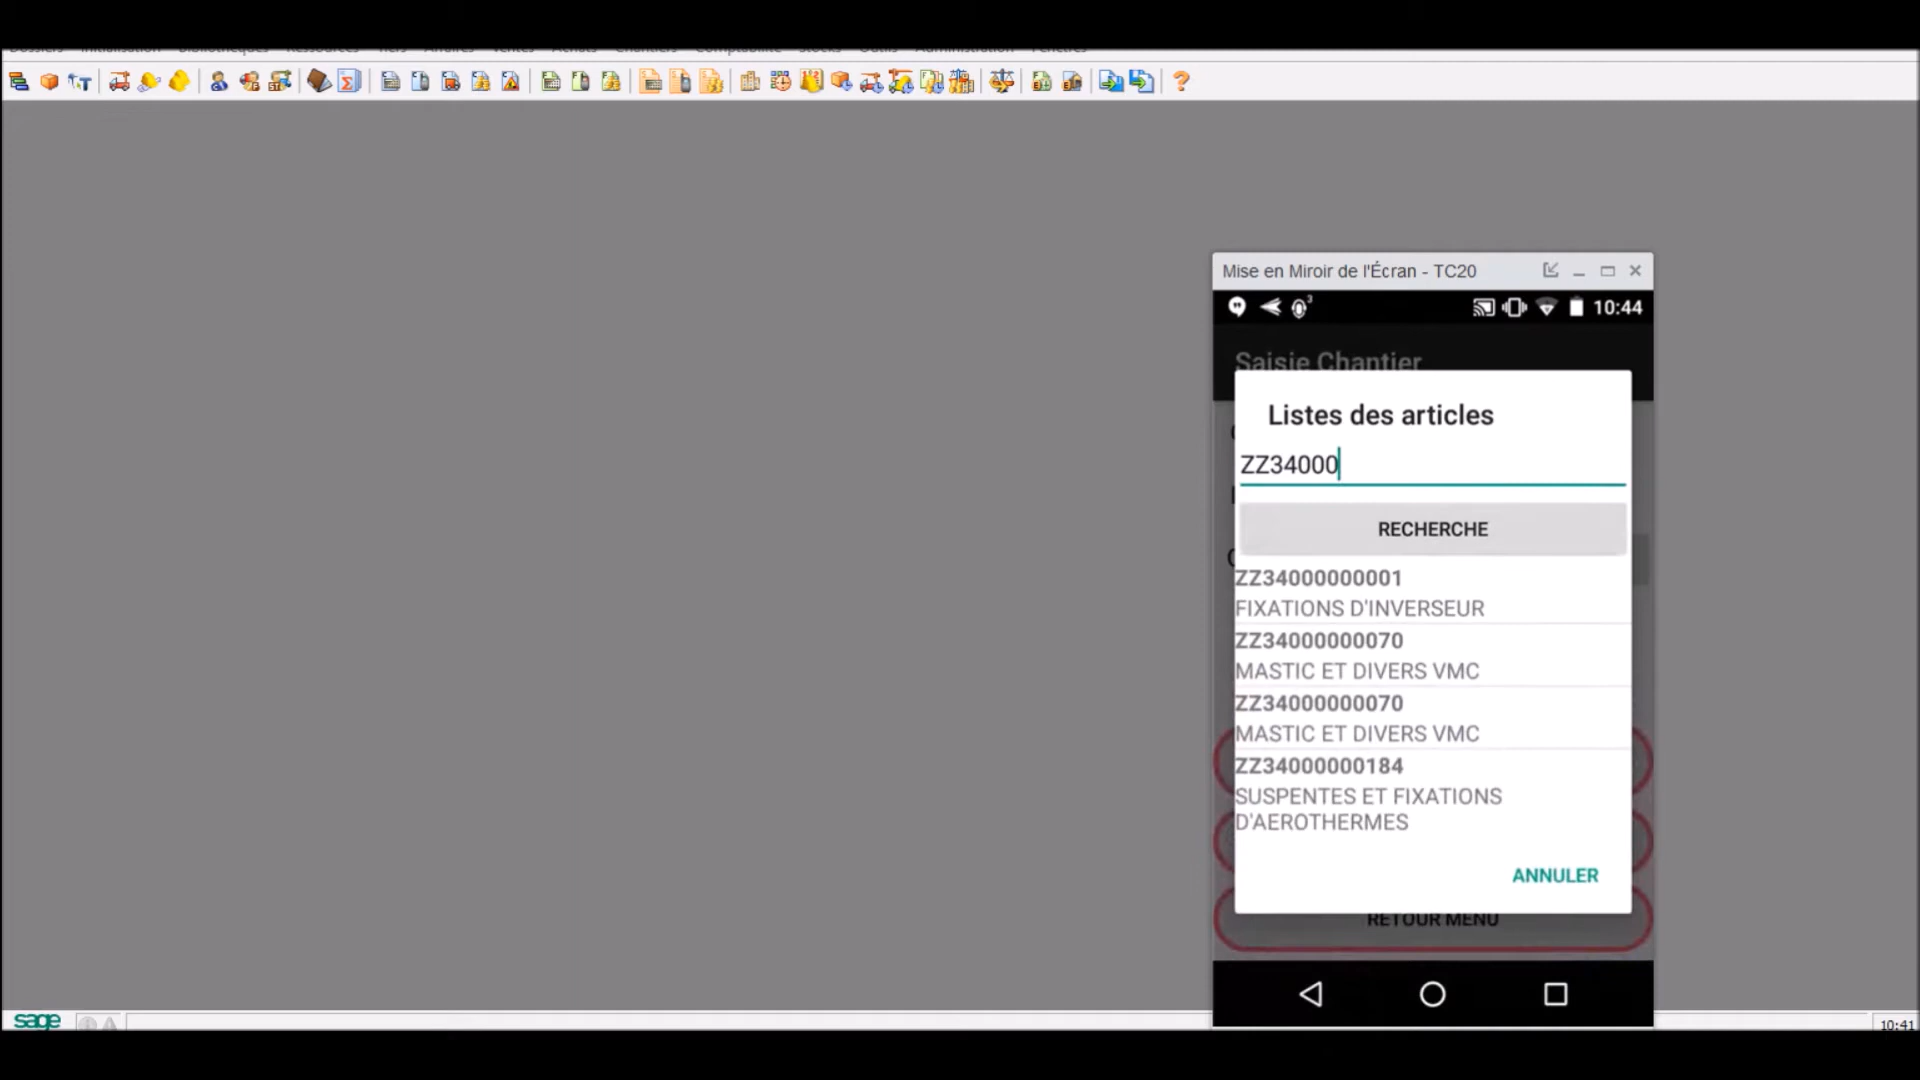 Mise en Miroir de l'Écran - TC20
3
10:44
Saisie Chantier
Listes des articles
ZZ34000
RECHERCHE
ZZ34000000001
FIXATIONS D'INVERSEUR
ZZ34000000070
MASTIC ET DIVERS VMC
ZZ34000000070
MASTIC ET DIVERS VMC
ZZ34000000184
SUSPENTES ET FIXATIONS
D'AEROTHERMES
ANNULER
RETOUR MENU
sage
10:41